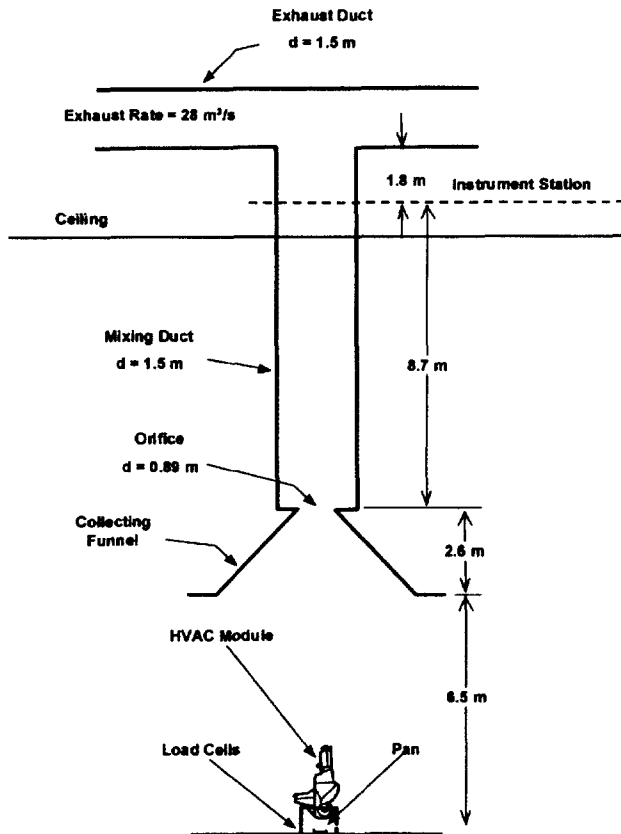 Exhaust Duct
d = 1.5 m
Exhaust Rate = 28 m³/s
1.8 m
Instrument Station
Ceiling
Mixing Duct
d = 1.5 m
8.7 m
Orifice
d = 0.89 m
Collecting
Funnel
2.6 m
HVAC Module
6.5 m
Load Cells
Pan